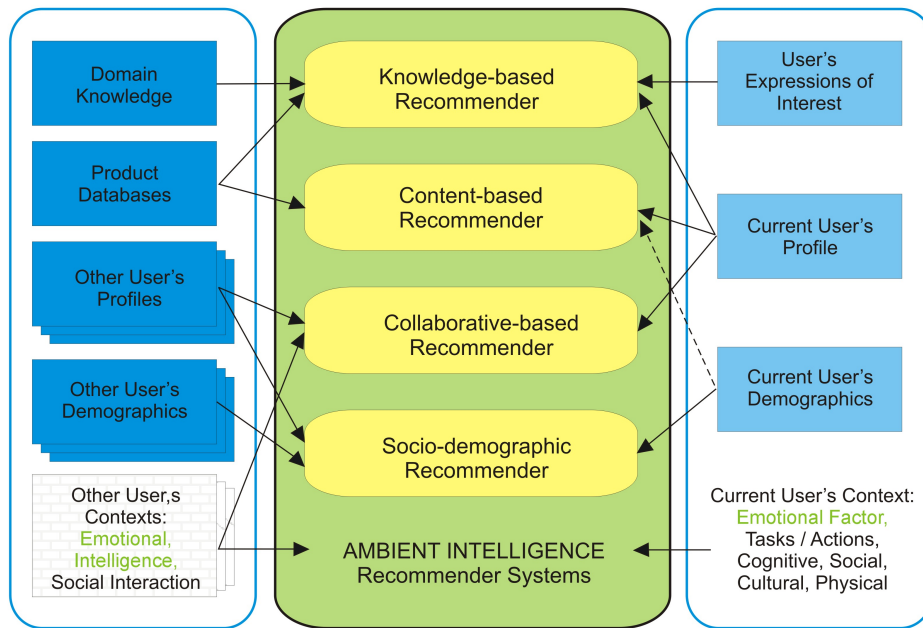 Domain
Knowledge
Product
Databases
Other User's
Profiles
Other User's
Demographics
Other User,s
Contexts:
Emotional,
Intelligence,
Social Interaction
Knowledge-based
Recommender
Content-based
Recommender
Collaborative-based
Recommender
Socio-demographic
Recommender
AMBIENT INTELLIGENCE
Recommender Systems
User's
Expressions of
Interest
Current User's
Profile
Current User's
Demographics
Current User's Context:
Emotional Factor,
Tasks / Actions,
Cognitive, Social,
Cultural, Physical